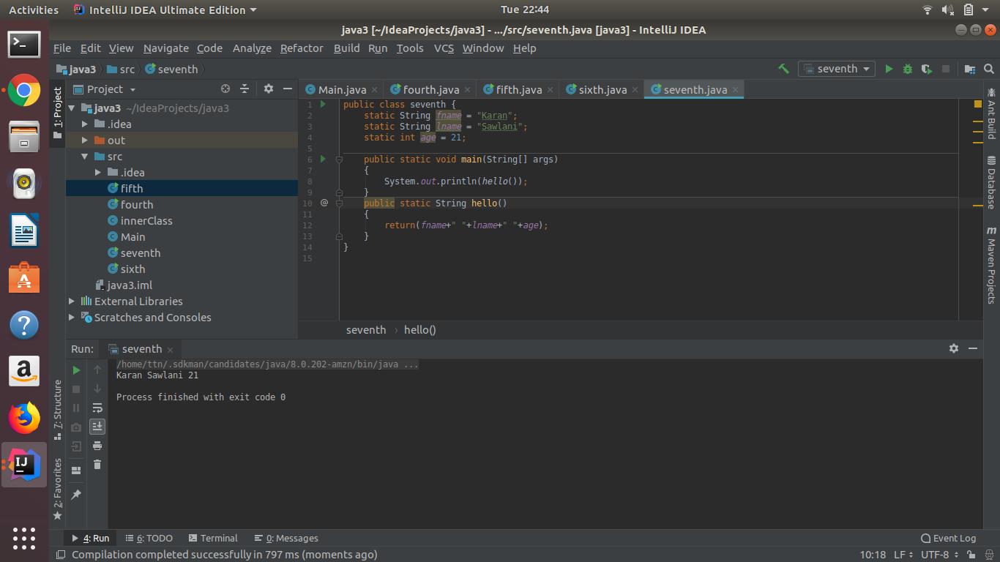 Activities IntelliJ IDEA Ultimate Edition Tue 22:44
java3 [~/IdeaProjects/java3] - .../src/seventh.java [java3] - IntelliJ IDEA
File Edit View Navigate Code Analyze Refactor Build Run Tools VCS Window Help
java3 src seventh seventh
1: Project
Project
java3 ~/IdeaProjects/java3
.idea
out
src
.idea
fifth
fourth
innerClass
Main
seventh
sixth
java3.iml
External Libraries
Scratches and Consoles
Main.java fourth.java fifth.java sixth.java seventh.java
1 public class seventh {
2 static String fname = "Karan";
3 static String lname = "Sawlani";
4 static int age = 21;
5
6 public static void main(String[] args)
7 {
8 System.out.println(hello());
9 }
10 @ public static String hello()
11 {
12 return(fname+" "+lname+" "+age);
13 }
14 }
15
seventh › hello()
Ant Build
Database
m Maven Projects
Run: seventh
/home/ttn/.sdkman/candidates/java/8.0.202-amzn/bin/java ...
Karan Sawlani 21
Process finished with exit code 0
7: Structure
2: Favorites
4: Run 6: TODO Terminal 0: Messages Event Log
Compilation completed successfully in 797 ms (moments ago) 10:18 LF UTF-8
A
?
a
IJ